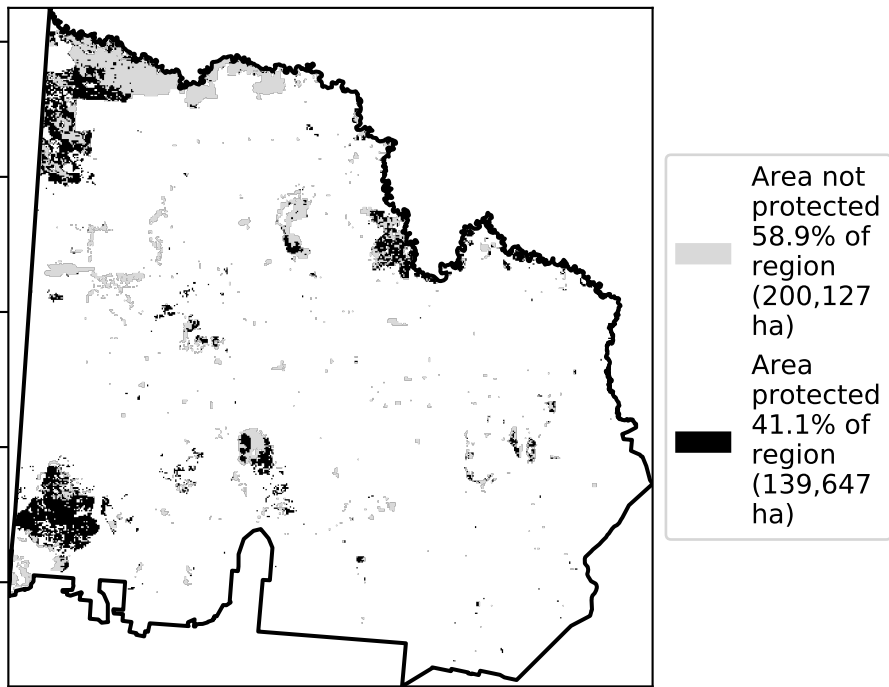 Area not
protected
58.9% of
region
(200,127
ha)
Area
protected
41.1% of
region
(139,647
ha)